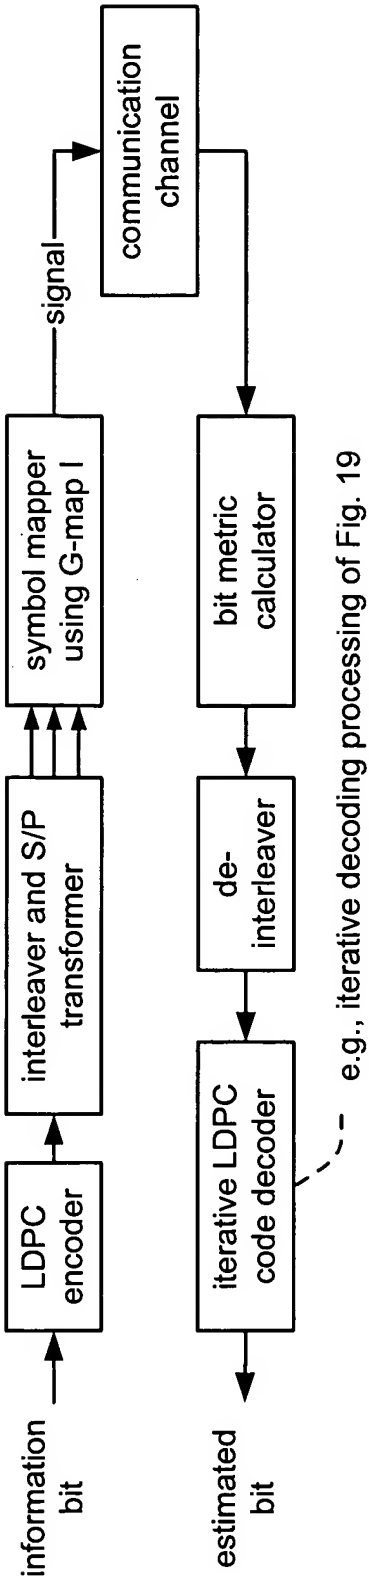 information
bit
LDPC
encoder
interleaver and S/P
transformer
symbol mapper
using G-map I
signal
communication
channel
bit metric
calculator
de-
interleaver
iterative LDPC
code decoder
estimated
bit
e.g., iterative decoding processing of Fig. 19